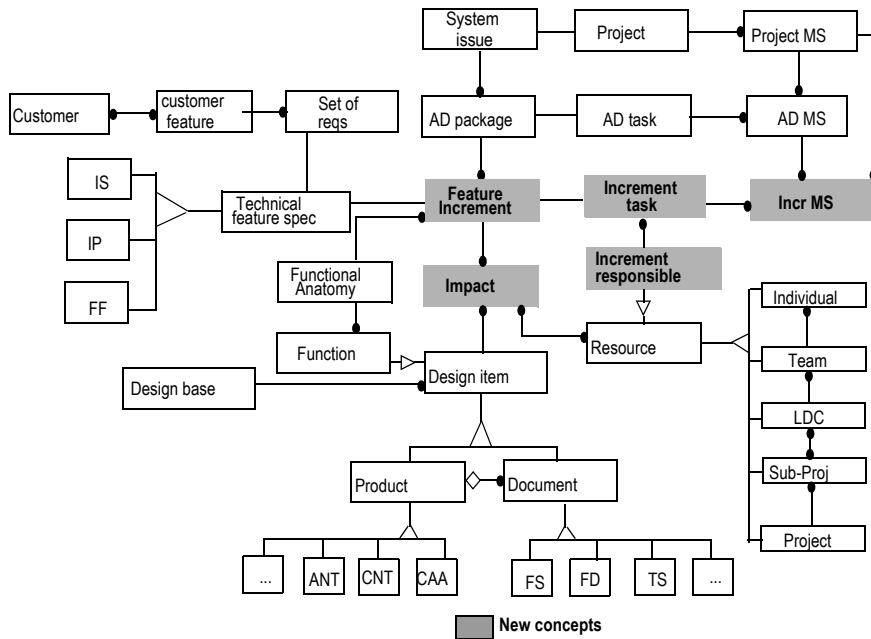 System
issue
Project
Project MS
Customer
customer
feature
Set of
reqs
AD package
AD task
AD MS
IS
IP
FF
Technical
feature spec
Feature
Increment
Increment
task
Incr MS
Functional
Anatomy
Impact
Increment
responsible
Function
Resource
Individual
Design base
Design item
Team
LDC
Sub-Proj
Project
Product
Document
...
ANT
CNT
CAA
FS
FD
TS
...
New concepts